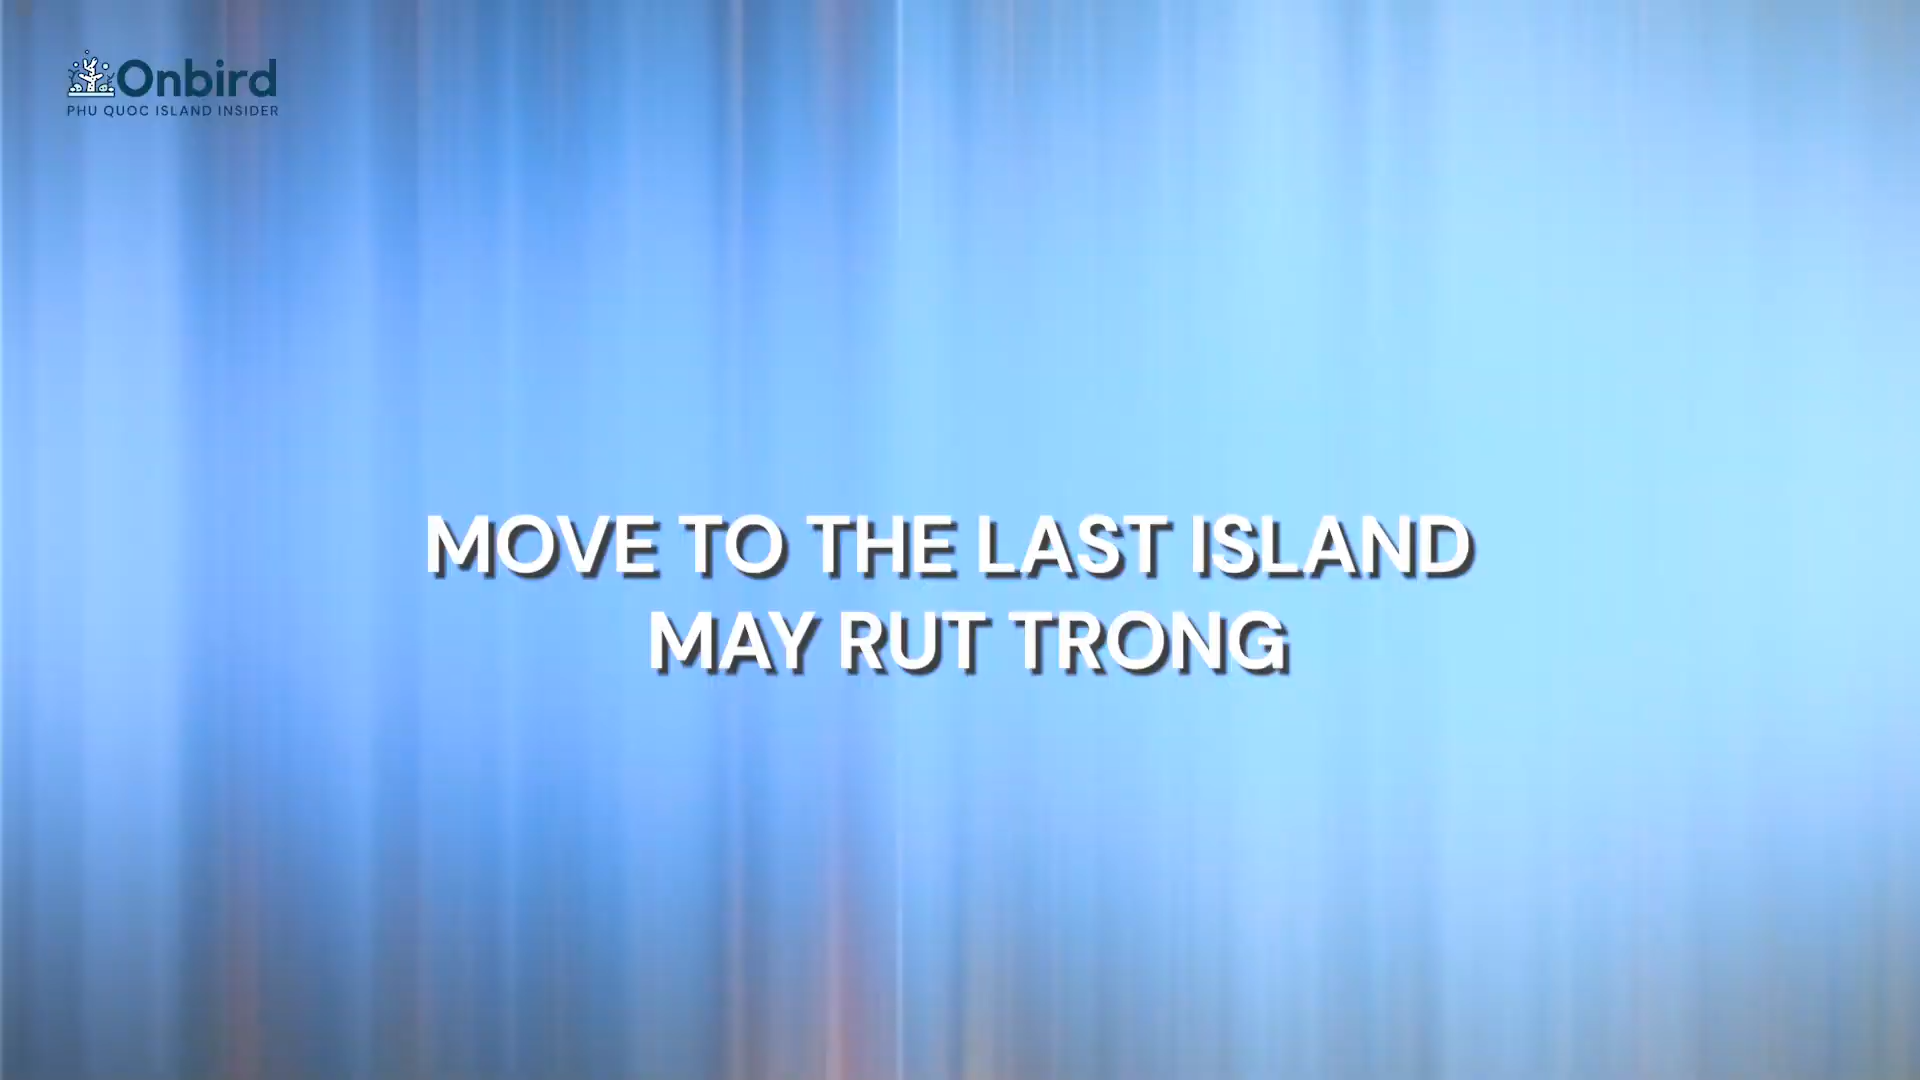 Onbird
PHU QUOC ISLAND INSIDER
MOVE TO THE LAST ISLAND
MAY RUT TRONG